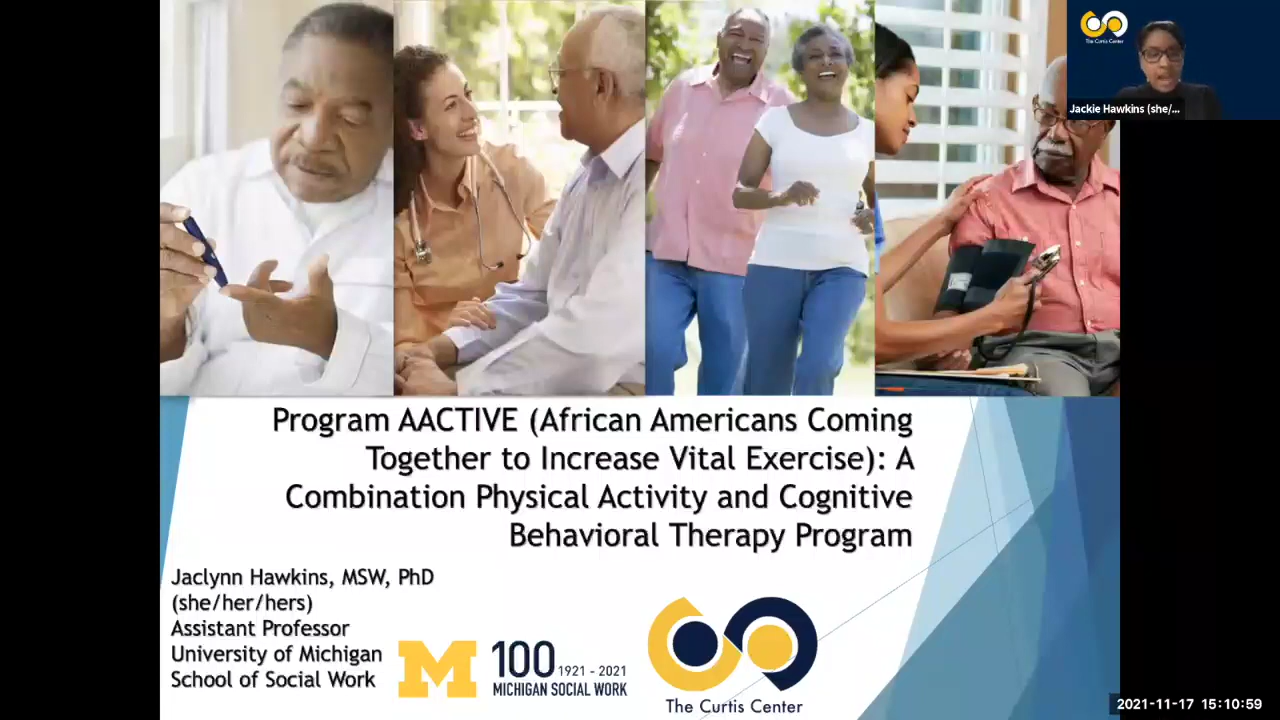 The Curtis Center
Jackie Hawkins (she/...
Program AACTIVE (African Americans Coming
Together to Increase Vital Exercise): A
Combination Physical Activity and Cognitive
Behavioral Therapy Program
Jaclynn Hawkins, MSW, PhD
(she/her/hers)
Assistant Professor
University of Michigan
School of Social Work
M
100 1921 - 2021
MICHIGAN SOCIAL WORK
The Curtis Center
2021-11-17 15:10:59